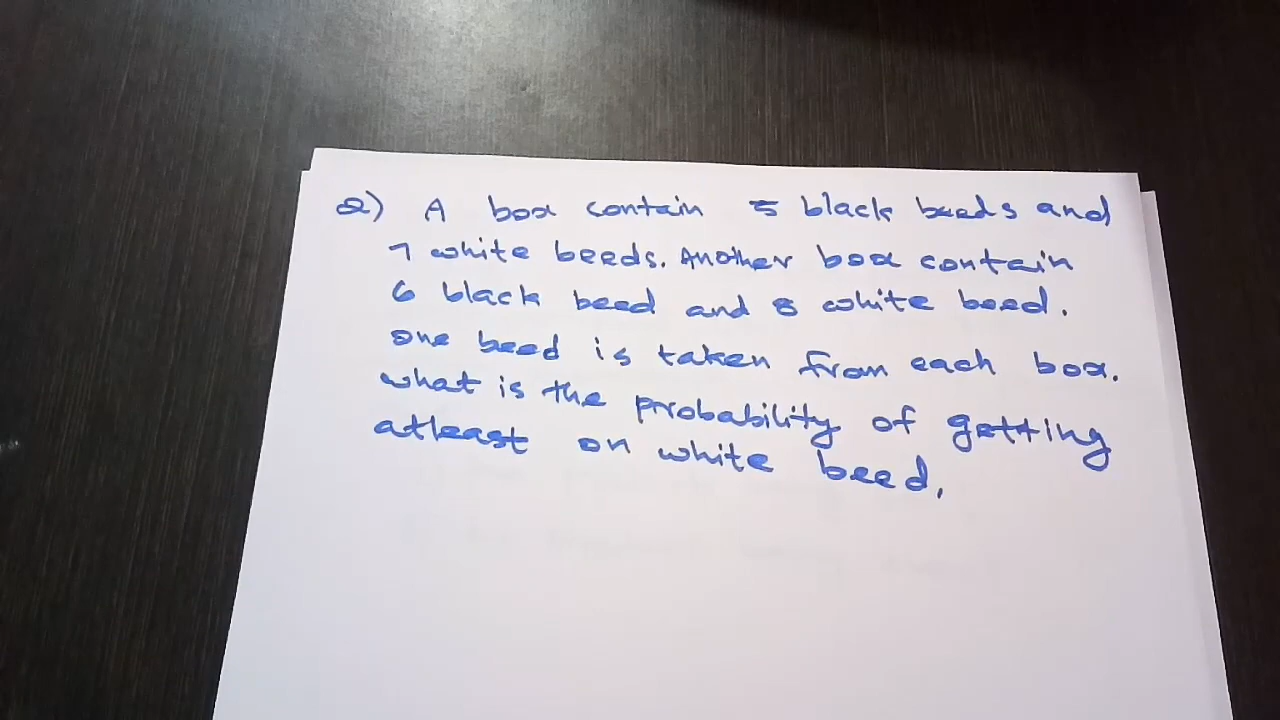 Q) A box contain 5 black beeds and
7 white beeds. Another box contain
6 black beed and 8 white beed.
one beed is taken from each box.
what is the probability of getting
atleast on white beed.